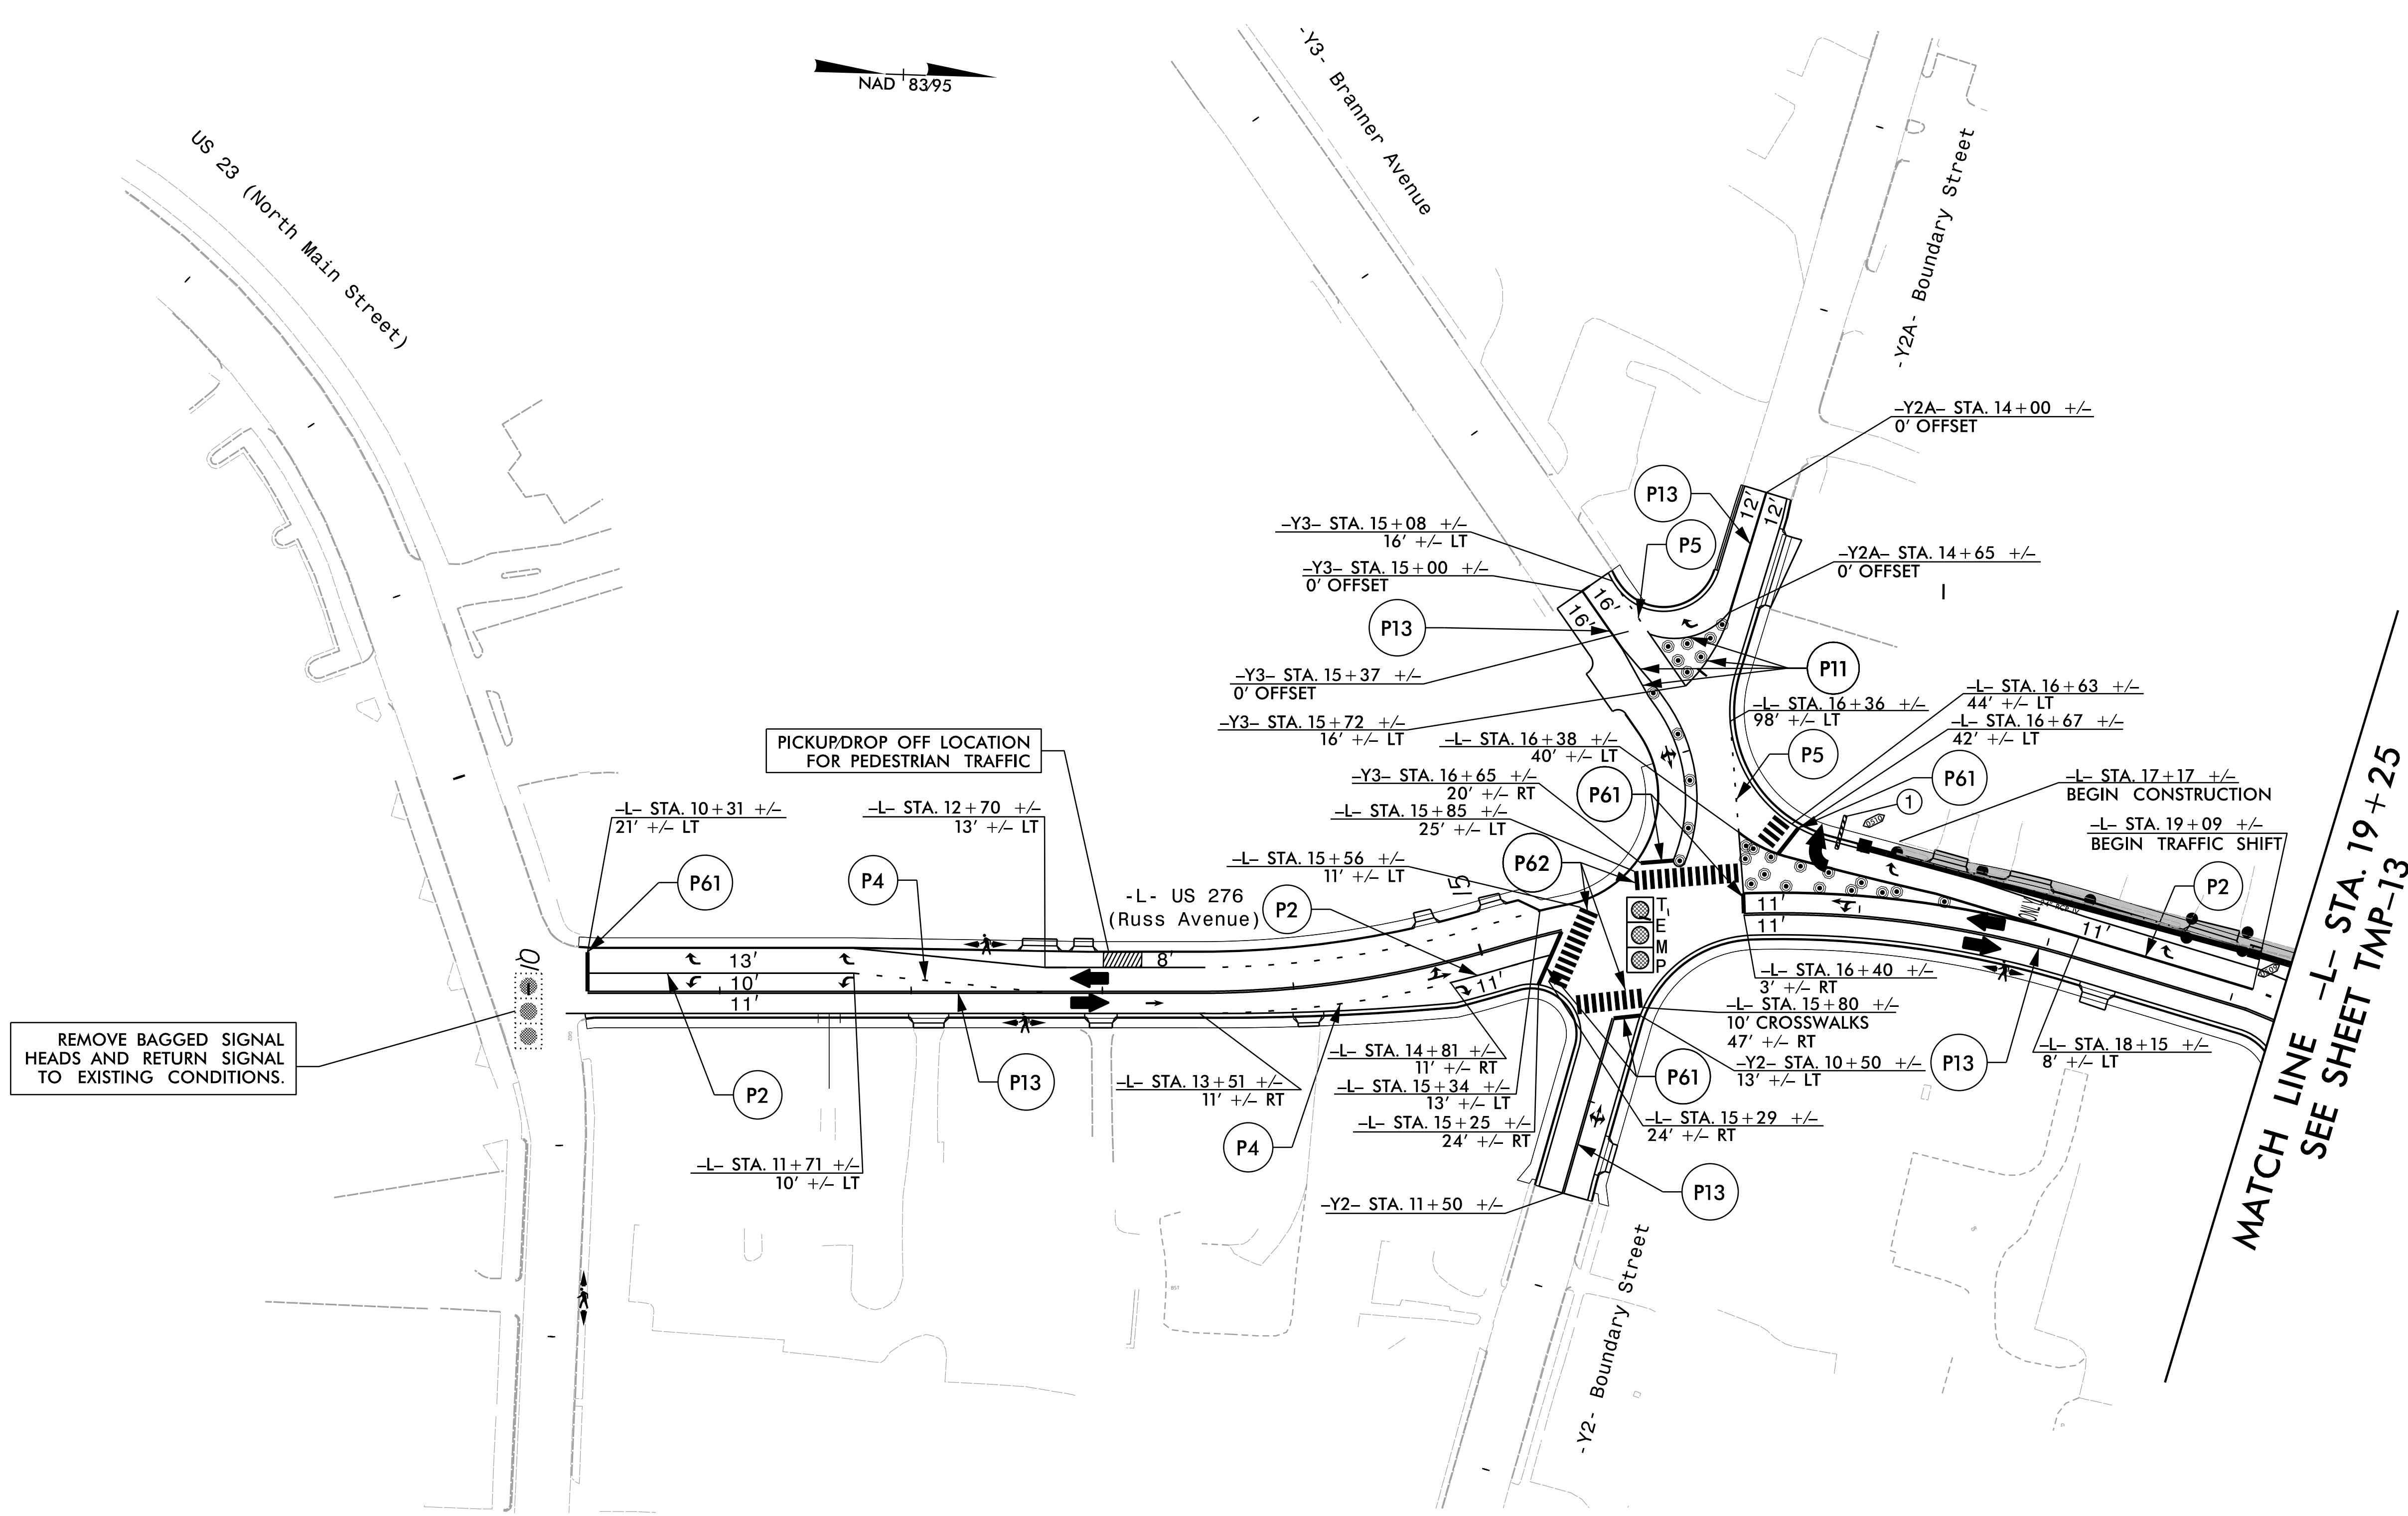 NAD 83/95
US 23 (North Main Street)
-Y3- Branner Avenue
-Y2A- Boundary Street
-Y2A- STA. 14+00 +/-
0' OFFSET
P13
12'
12'
-Y3- STA. 15+08 +/-
16' +/- LT
P5
-Y2A- STA. 14+65 +/-
0' OFFSET
-Y3- STA. 15+00 +/-
0' OFFSET
16'
16'
P13
P11
-Y3- STA. 15+37 +/-
0' OFFSET
-L- STA. 16+63 +/-
44' +/- LT
-L- STA. 16+36 +/-
98' +/- LT
-Y3- STA. 15+72 +/-
16' +/- LT
-L- STA. 16+67 +/-
42' +/- LT
PICKUP/DROP OFF LOCATION
FOR PEDESTRIAN TRAFFIC
-L- STA. 16+38 +/-
40' +/- LT
P5
-Y3- STA. 16+65 +/-
20' +/- RT
P61
P61
-L- STA. 17+17 +/-
BEGIN CONSTRUCTION
1
-L- STA. 10+31 +/-
21' +/- LT
-L- STA. 12+70 +/-
13' +/- LT
-L- STA. 15+85 +/-
25' +/- LT
-L- STA. 19+09 +/-
BEGIN TRAFFIC SHIFT
-L- STA. 15+56 +/-
11' +/- LT
P62
P61
P4
P2
15
-L- US 276
(Russ Avenue)
P2
T
E
M
P
11'
11'
ONLY
11'
13'
10'
11'
8'
11'
-L- STA. 16+40 +/-
3' +/- RT
-L- STA. 15+80 +/-
10' CROSSWALKS
47' +/- RT
REMOVE BAGGED SIGNAL
HEADS AND RETURN SIGNAL
TO EXISTING CONDITIONS.
-L- STA. 14+81 +/-
11' +/- RT
-Y2- STA. 10+50 +/-
13' +/- LT
P13
-L- STA. 18+15 +/-
8' +/- LT
P61
P2
P13
-L- STA. 13+51 +/-
11' +/- RT
-L- STA. 15+34 +/-
13' +/- LT
-L- STA. 15+25 +/-
24' +/- RT
-L- STA. 15+29 +/-
24' +/- RT
P4
-L- STA. 11+71 +/-
10' +/- LT
-Y2- STA. 11+50 +/-
P13
-Y2- Boundary Street
BST
MATCH LINE -L- STA. 19+25
SEE SHEET TMP-13